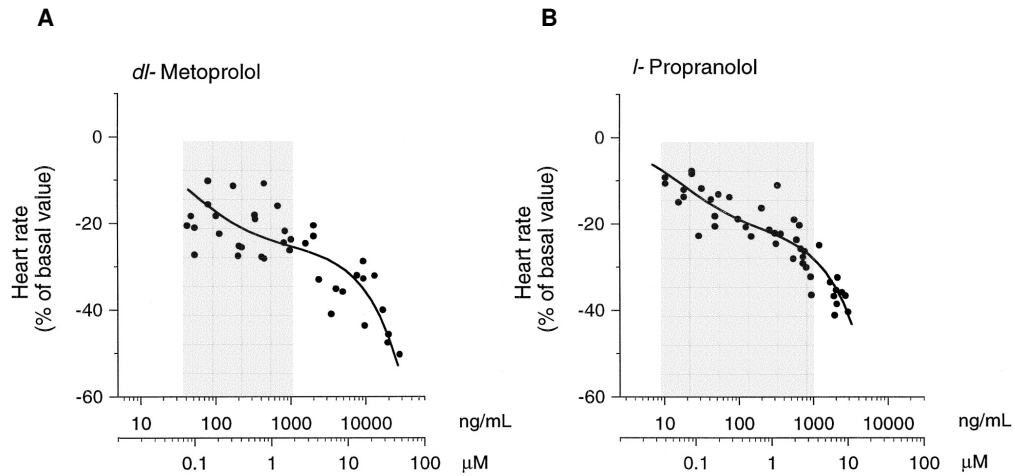 A
dl- Metoprolol
Heart rate
(% of basal value)
0
-20
-40
-60
10 100 1000 10000 ng/mL
0.1 1 10 100 µM
B
l- Propranolol
Heart rate
(% of basal value)
0
-20
-40
-60
10 100 1000 10000 ng/mL
0.1 1 10 100 µM